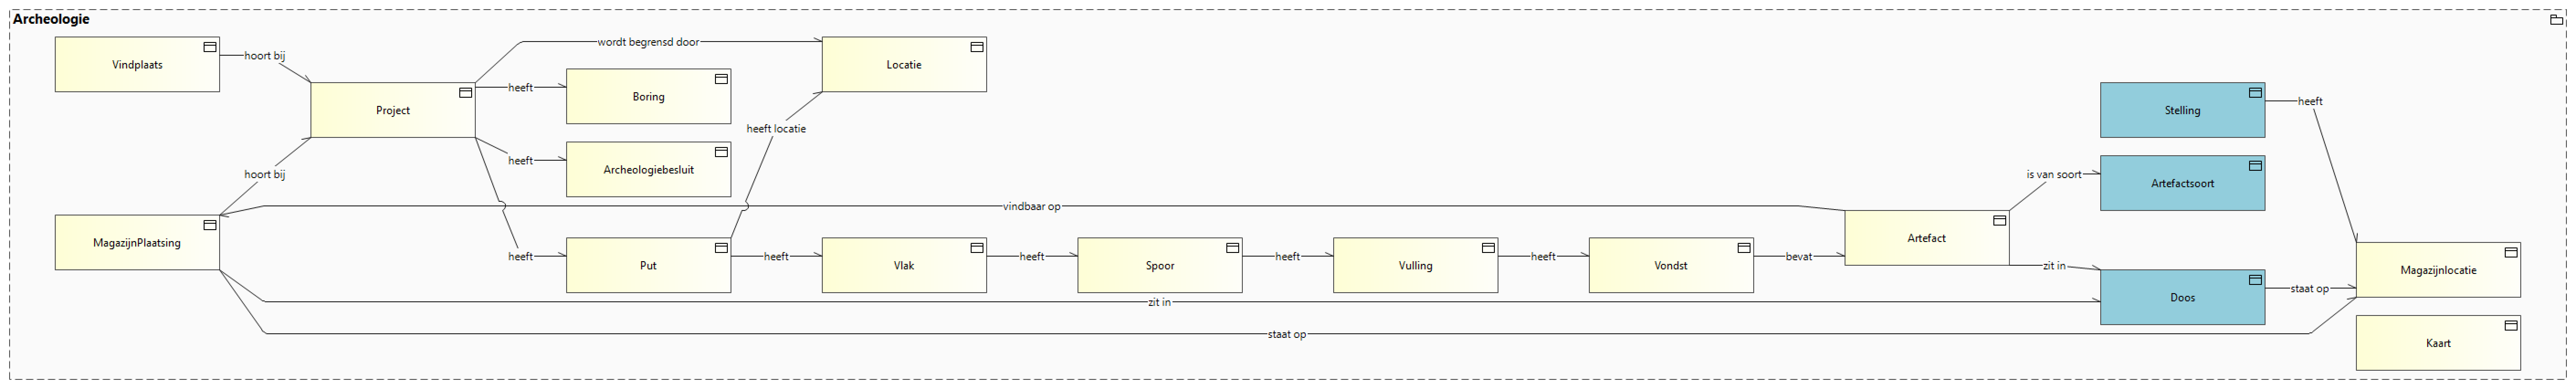 Archeologie
Vindplaats
hoort bij
Project
wordt begrensd door
Locatie
heeft
Boring
heeft
Archeologiebesluit
heeft locatie
hoort bij
MagazijnPlaatsing
vindbaar op
heeft
Put
heeft
Vlak
heeft
Spoor
heeft
Vulling
heeft
Vondst
bevat
Artefact
is van soort
Artefactsoort
Stelling
heeft
zit in
Doos
staat op
Magazijnlocatie
zit in
staat op
Kaart